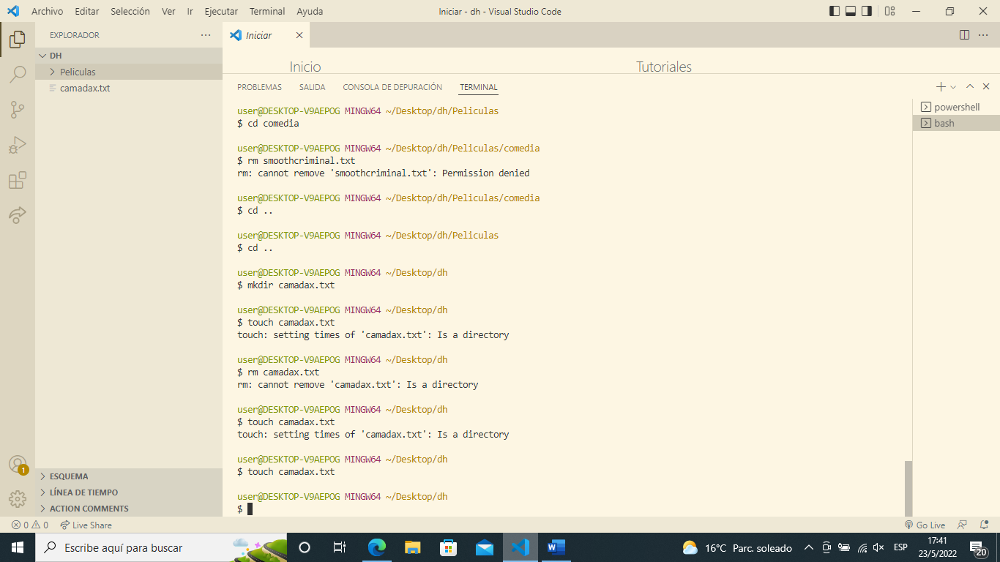 Archivo Editar Selección Ver Ir Ejecutar Terminal Ayuda
Iniciar - dh - Visual Studio Code
EXPLORADOR
DH
Peliculas
camadax.txt
ESQUEMA
LÍNEA DE TIEMPO
ACTION COMMENTS
Iniciar
Inicio Tutoriales
PROBLEMAS SALIDA CONSOLA DE DEPURACIÓN TERMINAL
user@DESKTOP-V9AEPOG MINGW64 ~/Desktop/dh/Peliculas
$ cd comedia
user@DESKTOP-V9AEPOG MINGW64 ~/Desktop/dh/Peliculas/comedia
$ rm smoothcriminal.txt
rm: cannot remove 'smoothcriminal.txt': Permission denied
user@DESKTOP-V9AEPOG MINGW64 ~/Desktop/dh/Peliculas/comedia
$ cd ..
user@DESKTOP-V9AEPOG MINGW64 ~/Desktop/dh/Peliculas
$ cd ..
user@DESKTOP-V9AEPOG MINGW64 ~/Desktop/dh
$ mkdir camadax.txt
user@DESKTOP-V9AEPOG MINGW64 ~/Desktop/dh
$ touch camadax.txt
touch: setting times of 'camadax.txt': Is a directory
user@DESKTOP-V9AEPOG MINGW64 ~/Desktop/dh
$ rm camadax.txt
rm: cannot remove 'camadax.txt': Is a directory
user@DESKTOP-V9AEPOG MINGW64 ~/Desktop/dh
$ touch camadax.txt
touch: setting times of 'camadax.txt': Is a directory
user@DESKTOP-V9AEPOG MINGW64 ~/Desktop/dh
$ touch camadax.txt
user@DESKTOP-V9AEPOG MINGW64 ~/Desktop/dh
$
powershell
bash
1
0 0 Live Share
Go Live
Escribe aquí para buscar
16°C Parc. soleado
ESP
17:41
23/5/2022
20